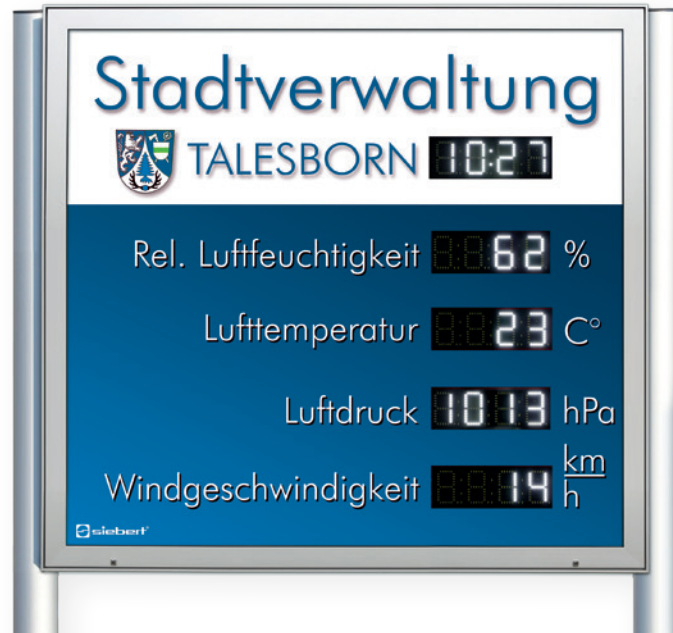 Stadtverwaltung
TALESBORN 10:27
Rel. Luftfeuchtigkeit 62 %
Lufttemperatur 23 C°
Luftdruck 1013 hPa
Windgeschwindigkeit 14 km/h
siebert